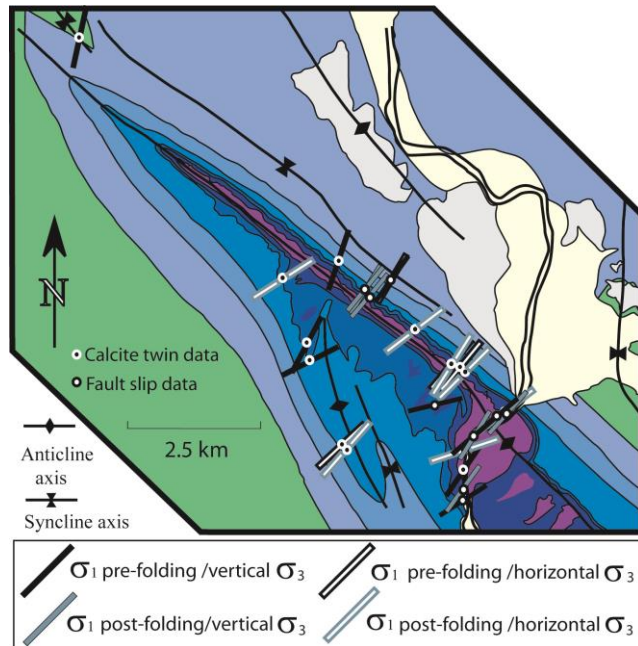 N
Calcite twin data
Fault slip data
2.5 km
Anticline
axis
Syncline axis
σ1 pre-folding /vertical σ3
σ1 pre-folding /horizontal σ3
σ1 post-folding/vertical σ3
σ1 post-folding /horizontal σ3